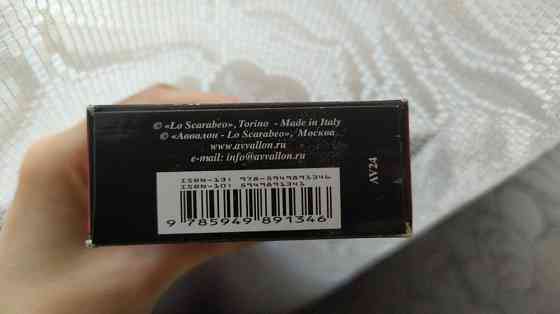 © «Lo Scarabeo», Torino - Made in Italy
© «Аввалон - Lo Scarabeo», Москва
www.avvallon.ru
e-mail: info@avvallon.ru
AV24
ISBN-13: 978-5949891346
ISBN-10: 5949891341
9 785949 891346